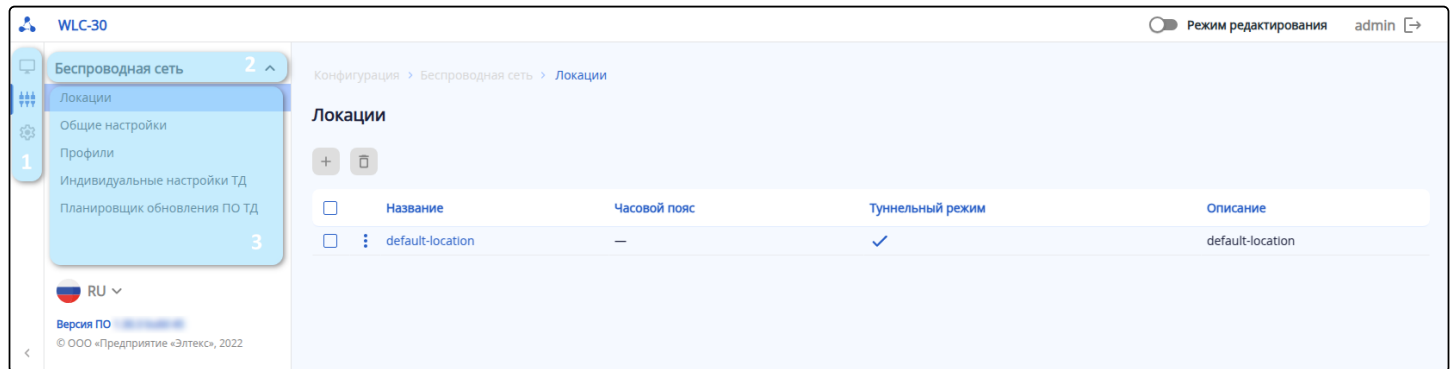 WLC-30
Режим редактирования admin
Беспроводная сеть 2
Локации
Общие настройки
Профили
Индивидуальные настройки ТД
Планировщик обновления ПО ТД
1
3
RU
Версия ПО
© ООО «Предприятие «Элтекс», 2022
Конфигурация > Беспроводная сеть > Локации
Локации
Название Часовой пояс Туннельный режим Описание
default-location — default-location